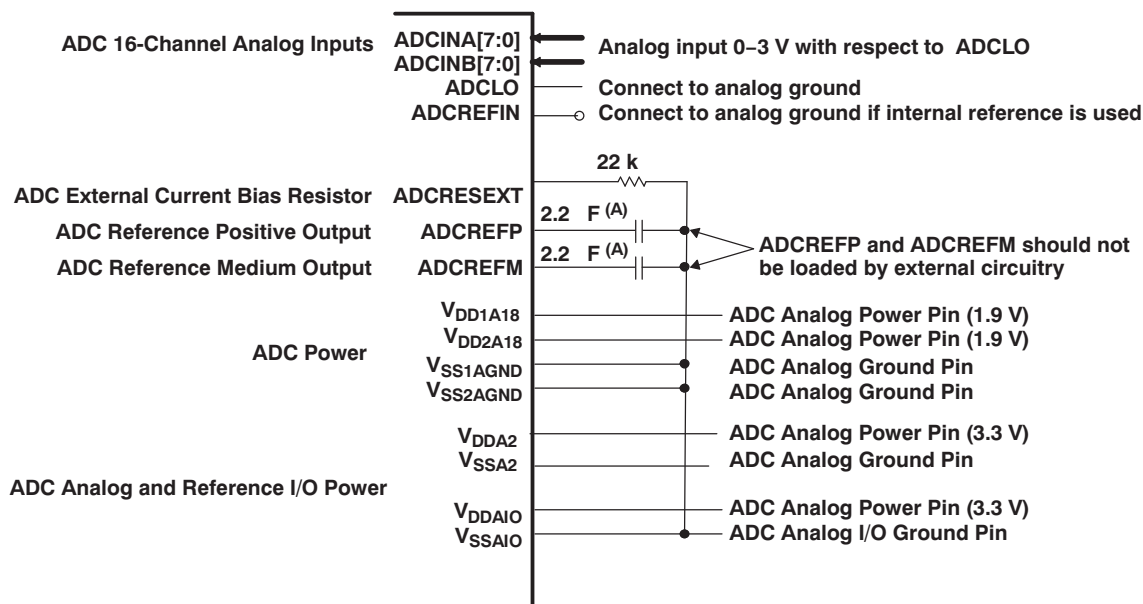 ADC 16-Channel Analog Inputs
ADCINA[7:0]
ADCINB[7:0]
Analog input 0–3 V with respect to ADCLO
ADCLO
Connect to analog ground
ADCREFIN
Connect to analog ground if internal reference is used
22 k
ADC External Current Bias Resistor
ADCRESEXT
2.2 F (A)
ADC Reference Positive Output
ADCREFP
2.2 F (A)
ADC Reference Medium Output
ADCREFM
ADCREFP and ADCREFM should not
be loaded by external circuitry
VDD1A18
ADC Analog Power Pin (1.9 V)
VDD2A18
ADC Analog Power Pin (1.9 V)
ADC Power
VSS1AGND
ADC Analog Ground Pin
VSS2AGND
ADC Analog Ground Pin
VDDA2
ADC Analog Power Pin (3.3 V)
VSSA2
ADC Analog Ground Pin
ADC Analog and Reference I/O Power
VDDAIO
ADC Analog Power Pin (3.3 V)
VSSAIO
ADC Analog I/O Ground Pin